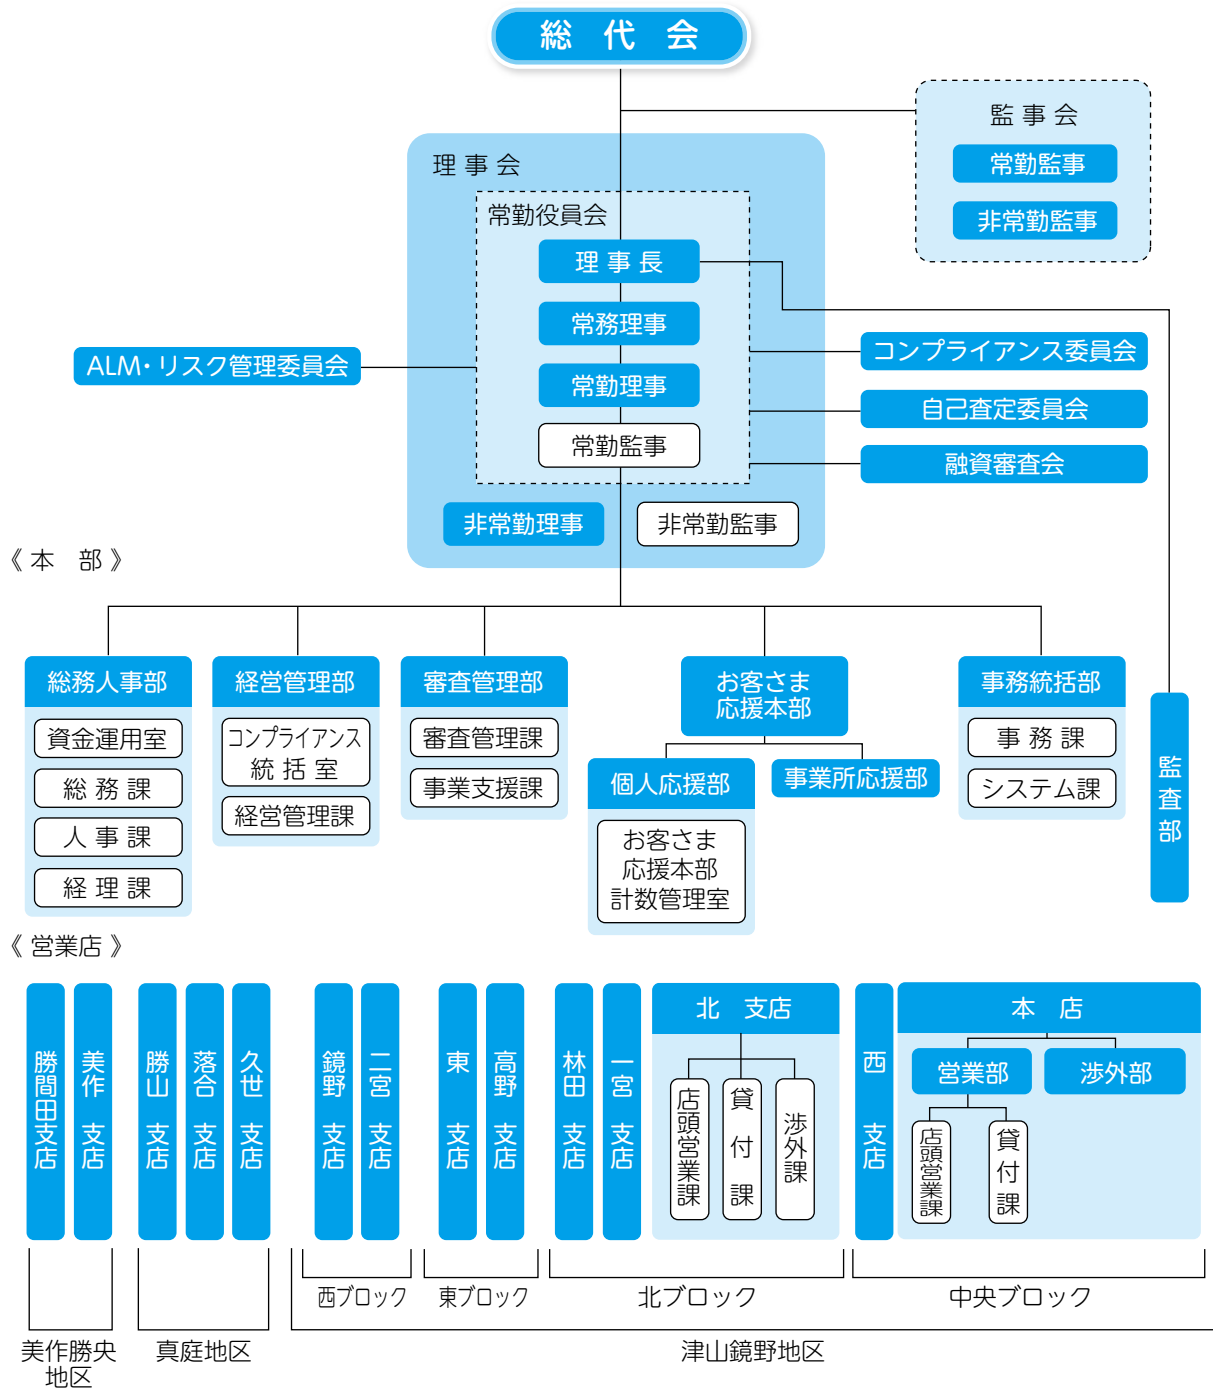 総 代 会
監 事 会
常勤監事
非常勤監事
理 事 会
常勤役員会
理 事 長
常務理事
常勤理事
常勤監事
非常勤理事
非常勤監事
ALM・リスク管理委員会
コンプライアンス委員会
自己査定委員会
融資審査会
《 本 部 》
総務人事部
資金運用室
総 務 課
人 事 課
経 理 課
経営管理部
コンプライアンス
統 括 室
経営管理課
審査管理部
審査管理課
事業支援課
お客さま
応援本部
個人応援部
お客さま
応援本部
計数管理室
事業所応援部
事務統括部
事 務 課
システム課
監査部
《 営業店 》
勝間田支店
美作 支店
勝山 支店
落合 支店
久世 支店
鏡野 支店
二宮 支店
東 支店
高野 支店
林田 支店
一宮 支店
北 支店
店頭営業課
貸付課
渉外課
西 支店
本 店
営業部
渉外部
店頭営業課
貸付課
西ブロック
東ブロック
北ブロック
中央ブロック
美作勝央
地区
真庭地区
津山鏡野地区